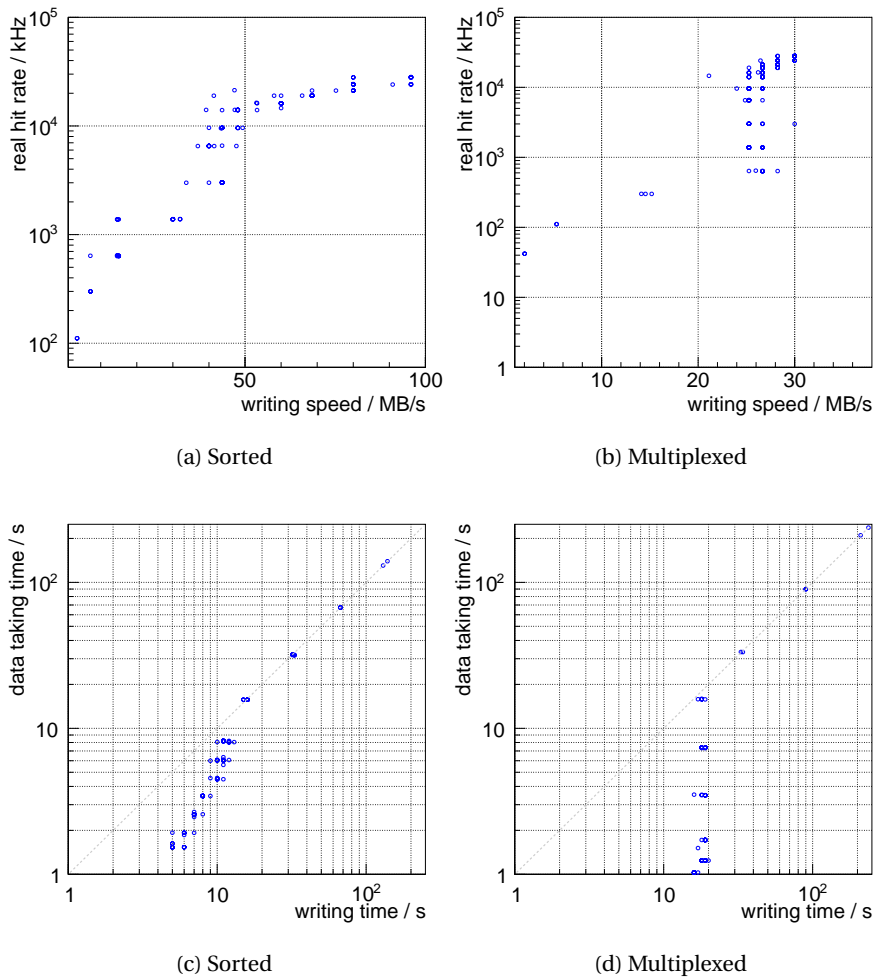 real hit rate / kHz
10^5
10^4
10^3
10^2
50
100
writing speed / MB/s
(a) Sorted
real hit rate / kHz
10^5
10^4
10^3
10^2
10
1
10
20
30
writing speed / MB/s
(b) Multiplexed
data taking time / s
10^2
10
1
1
10
10^2
writing time / s
(c) Sorted
data taking time / s
10^2
10
1
1
10
10^2
writing time / s
(d) Multiplexed